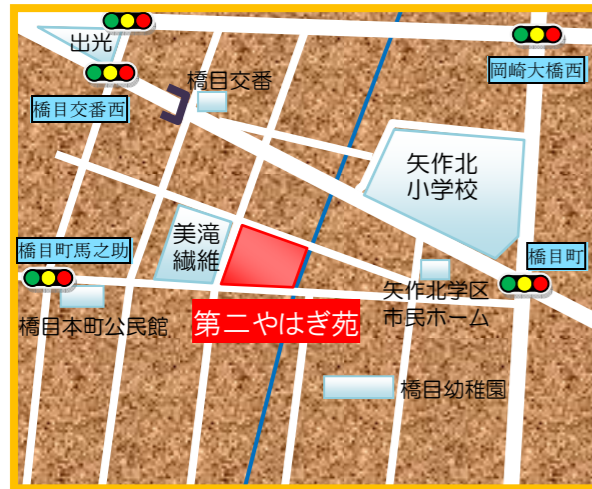 出光
岡崎大橋西
橋目交番
橋目交番西
矢作北
小学校
美滝
繊維
橋目町馬之助
橋目町
矢作北学区
市民ホーム
橋目本町公民館
第二やはぎ苑
橋目幼稚園